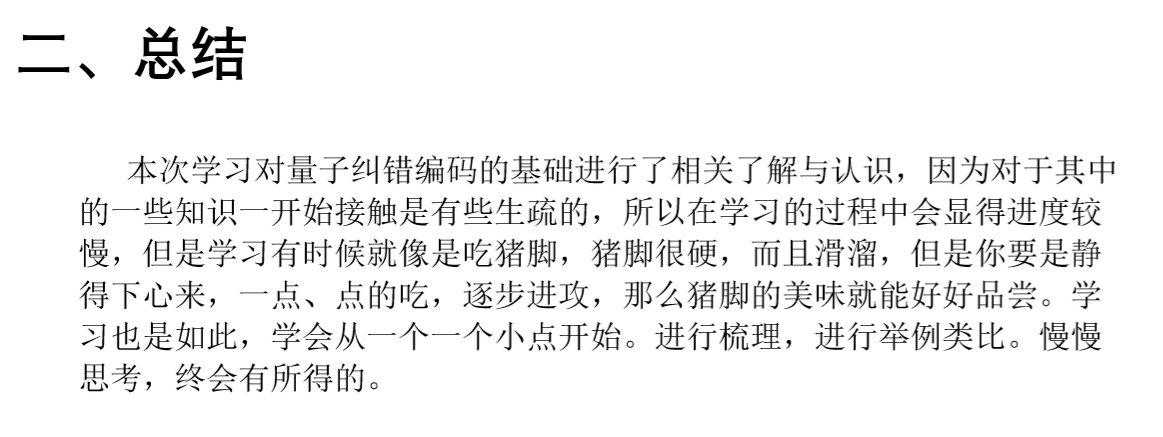 二、总结
本次学习对量子纠错编码的基础进行了相关了解与认识，因为对于其中
的一些知识一开始接触是有些生疏的，所以在学习的过程中会显得进度较
慢，但是学习有时候就像是吃猪脚，猪脚很硬，而且滑溜，但是你要是静
得下心来，一点、点的吃，逐步进攻，那么猪脚的美味就能好好品尝。学
习也是如此，学会从一个一个小点开始。进行梳理，进行举例类比。慢慢
思考，终会有所得的。